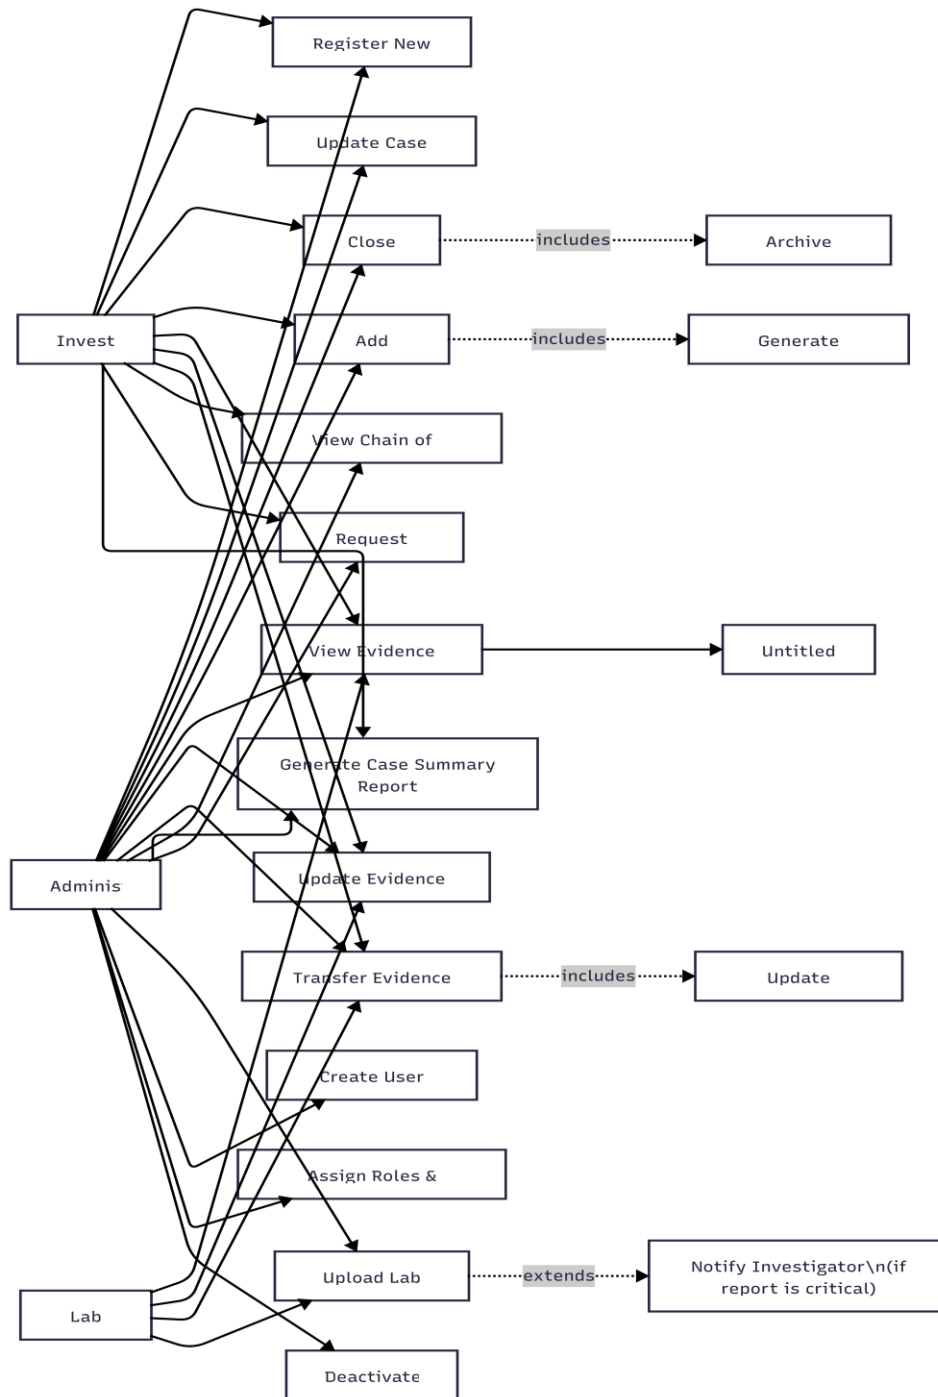 Register New
Update Case
Close
includes
Archive
Invest
Add
includes
Generate
View Chain of
Request
View Evidence
Untitled
Generate Case Summary
Report
Adminis
Update Evidence
Transfer Evidence
includes
Update
Create User
Assign Roles &
Upload Lab
extends
Notify Investigator\n(if
report is critical)
Lab
Deactivate